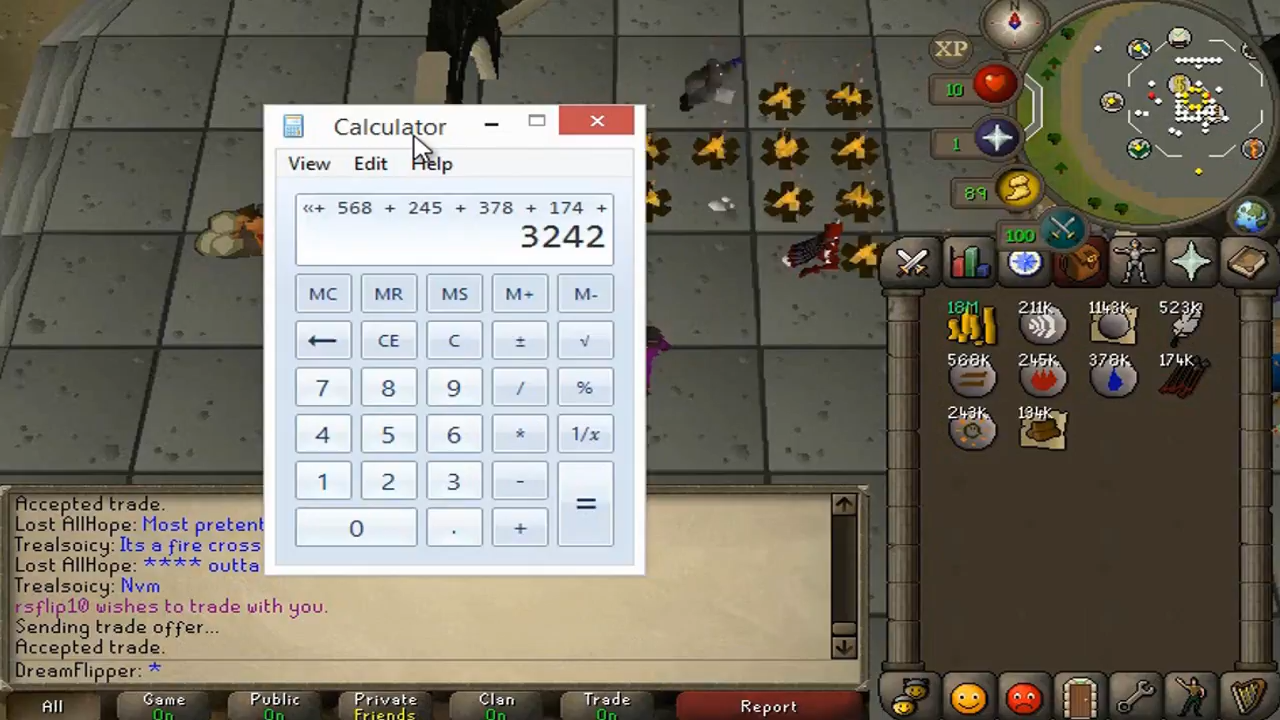 N
XP
10
1
89
100
Calculator
View Edit Help
«+ 568 + 245 + 378 + 174 +
3242
MC MR MS M+ M-
← CE C ± √
7 8 9 / %
4 5 6 * 1/x
1 2 3 - =
0 . +
18M 211K 1143K 523K
568K 245K 378K 174K
243K 134K
Accepted trade.
Lost AllHope: Most pretent
Trealsoicy: Its a fire cross
Lost AllHope: **** outta
Trealsoicy: Nvm
rsflip10 wishes to trade with you.
Sending trade offer...
Accepted trade.
DreamFlipper: *
All Game On Public On Private Friends Clan On Trade On Report